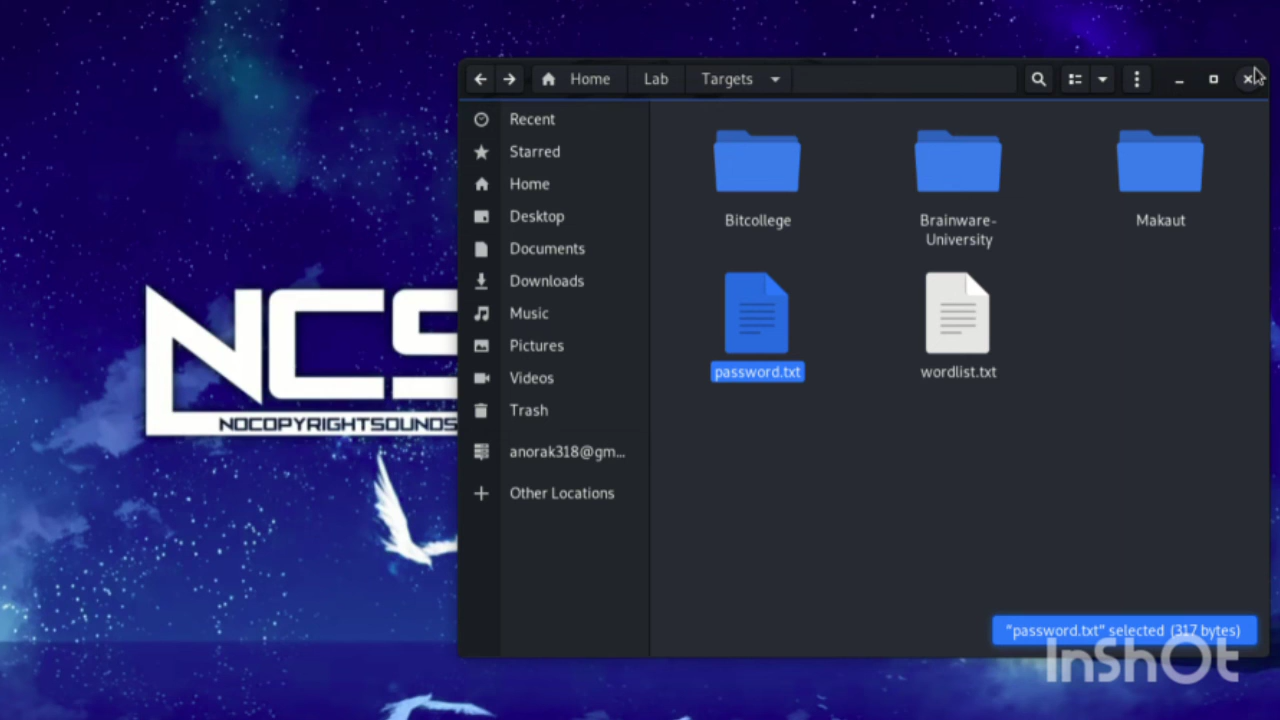 Home
Lab
Targets
Recent
Starred
Home
Desktop
Documents
Downloads
Music
Pictures
Videos
Trash
anorak318@gm...
Other Locations
Bitcollege
Brainware-
University
Makaut
password.txt
wordlist.txt
"password.txt" selected (317 bytes)
NCS
NOCOPYRIGHTSOUNDS
InShOt